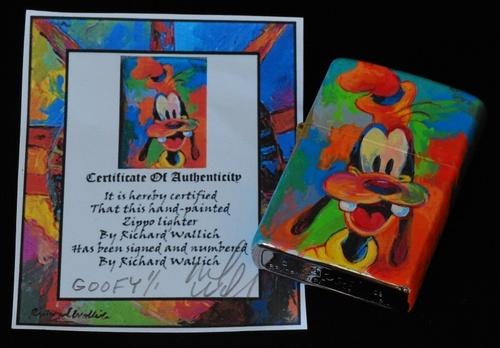 Certificate Of Authenticity
It is hereby certified
That this hand-painted
Zippo lighter
By Richard Wallich
Has been signed and numbered
By Richard Wallich
GOOFY 1/1